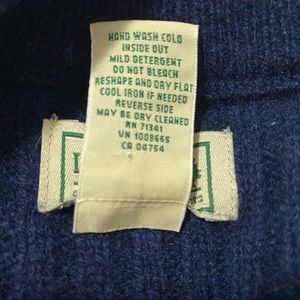 HAND WASH COLD
INSIDE OUT
MILD DETERGENT
DO NOT BLEACH
RESHAPE AND DRY FLAT
COOL IRON IF NEEDED
REVERSE SIDE
MAY BE DRY CLEANED
RN 71341
VN 1008665
CA 04754